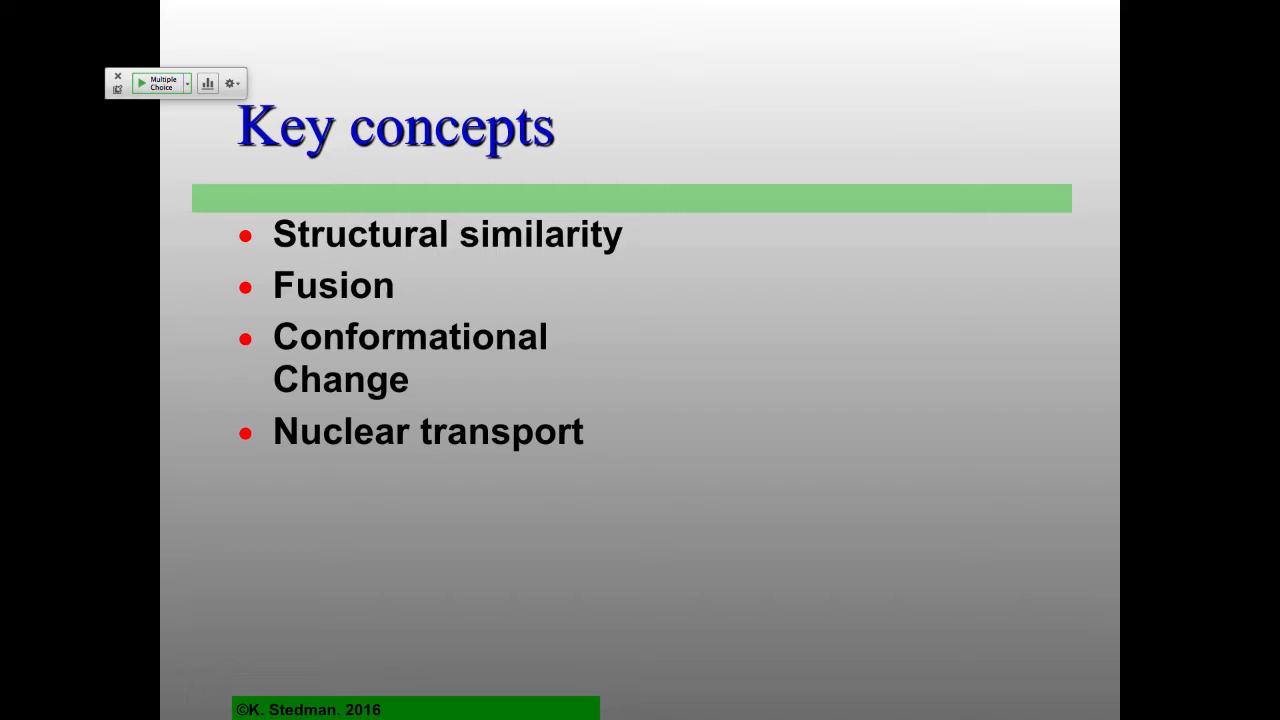 Multiple
Choice
Key concepts
Structural similarity
Fusion
Conformational
Change
Nuclear transport
©K. Stedman. 2016